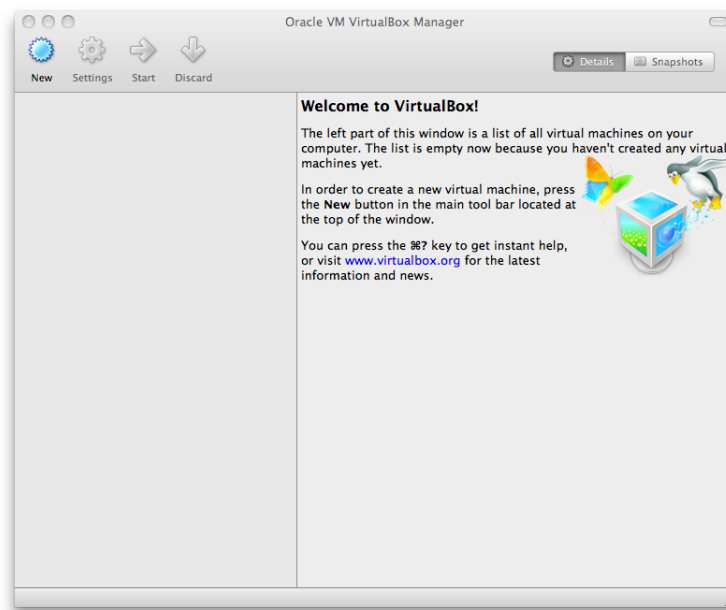 Oracle VM VirtualBox Manager
New Settings Start Discard
Details Snapshots
Welcome to VirtualBox!
The left part of this window is a list of all virtual machines on your
computer. The list is empty now because you haven't created any virtual
machines yet.
In order to create a new virtual machine, press
the New button in the main tool bar located at
the top of the window.
You can press the ⌘? key to get instant help,
or visit www.virtualbox.org for the latest
information and news.